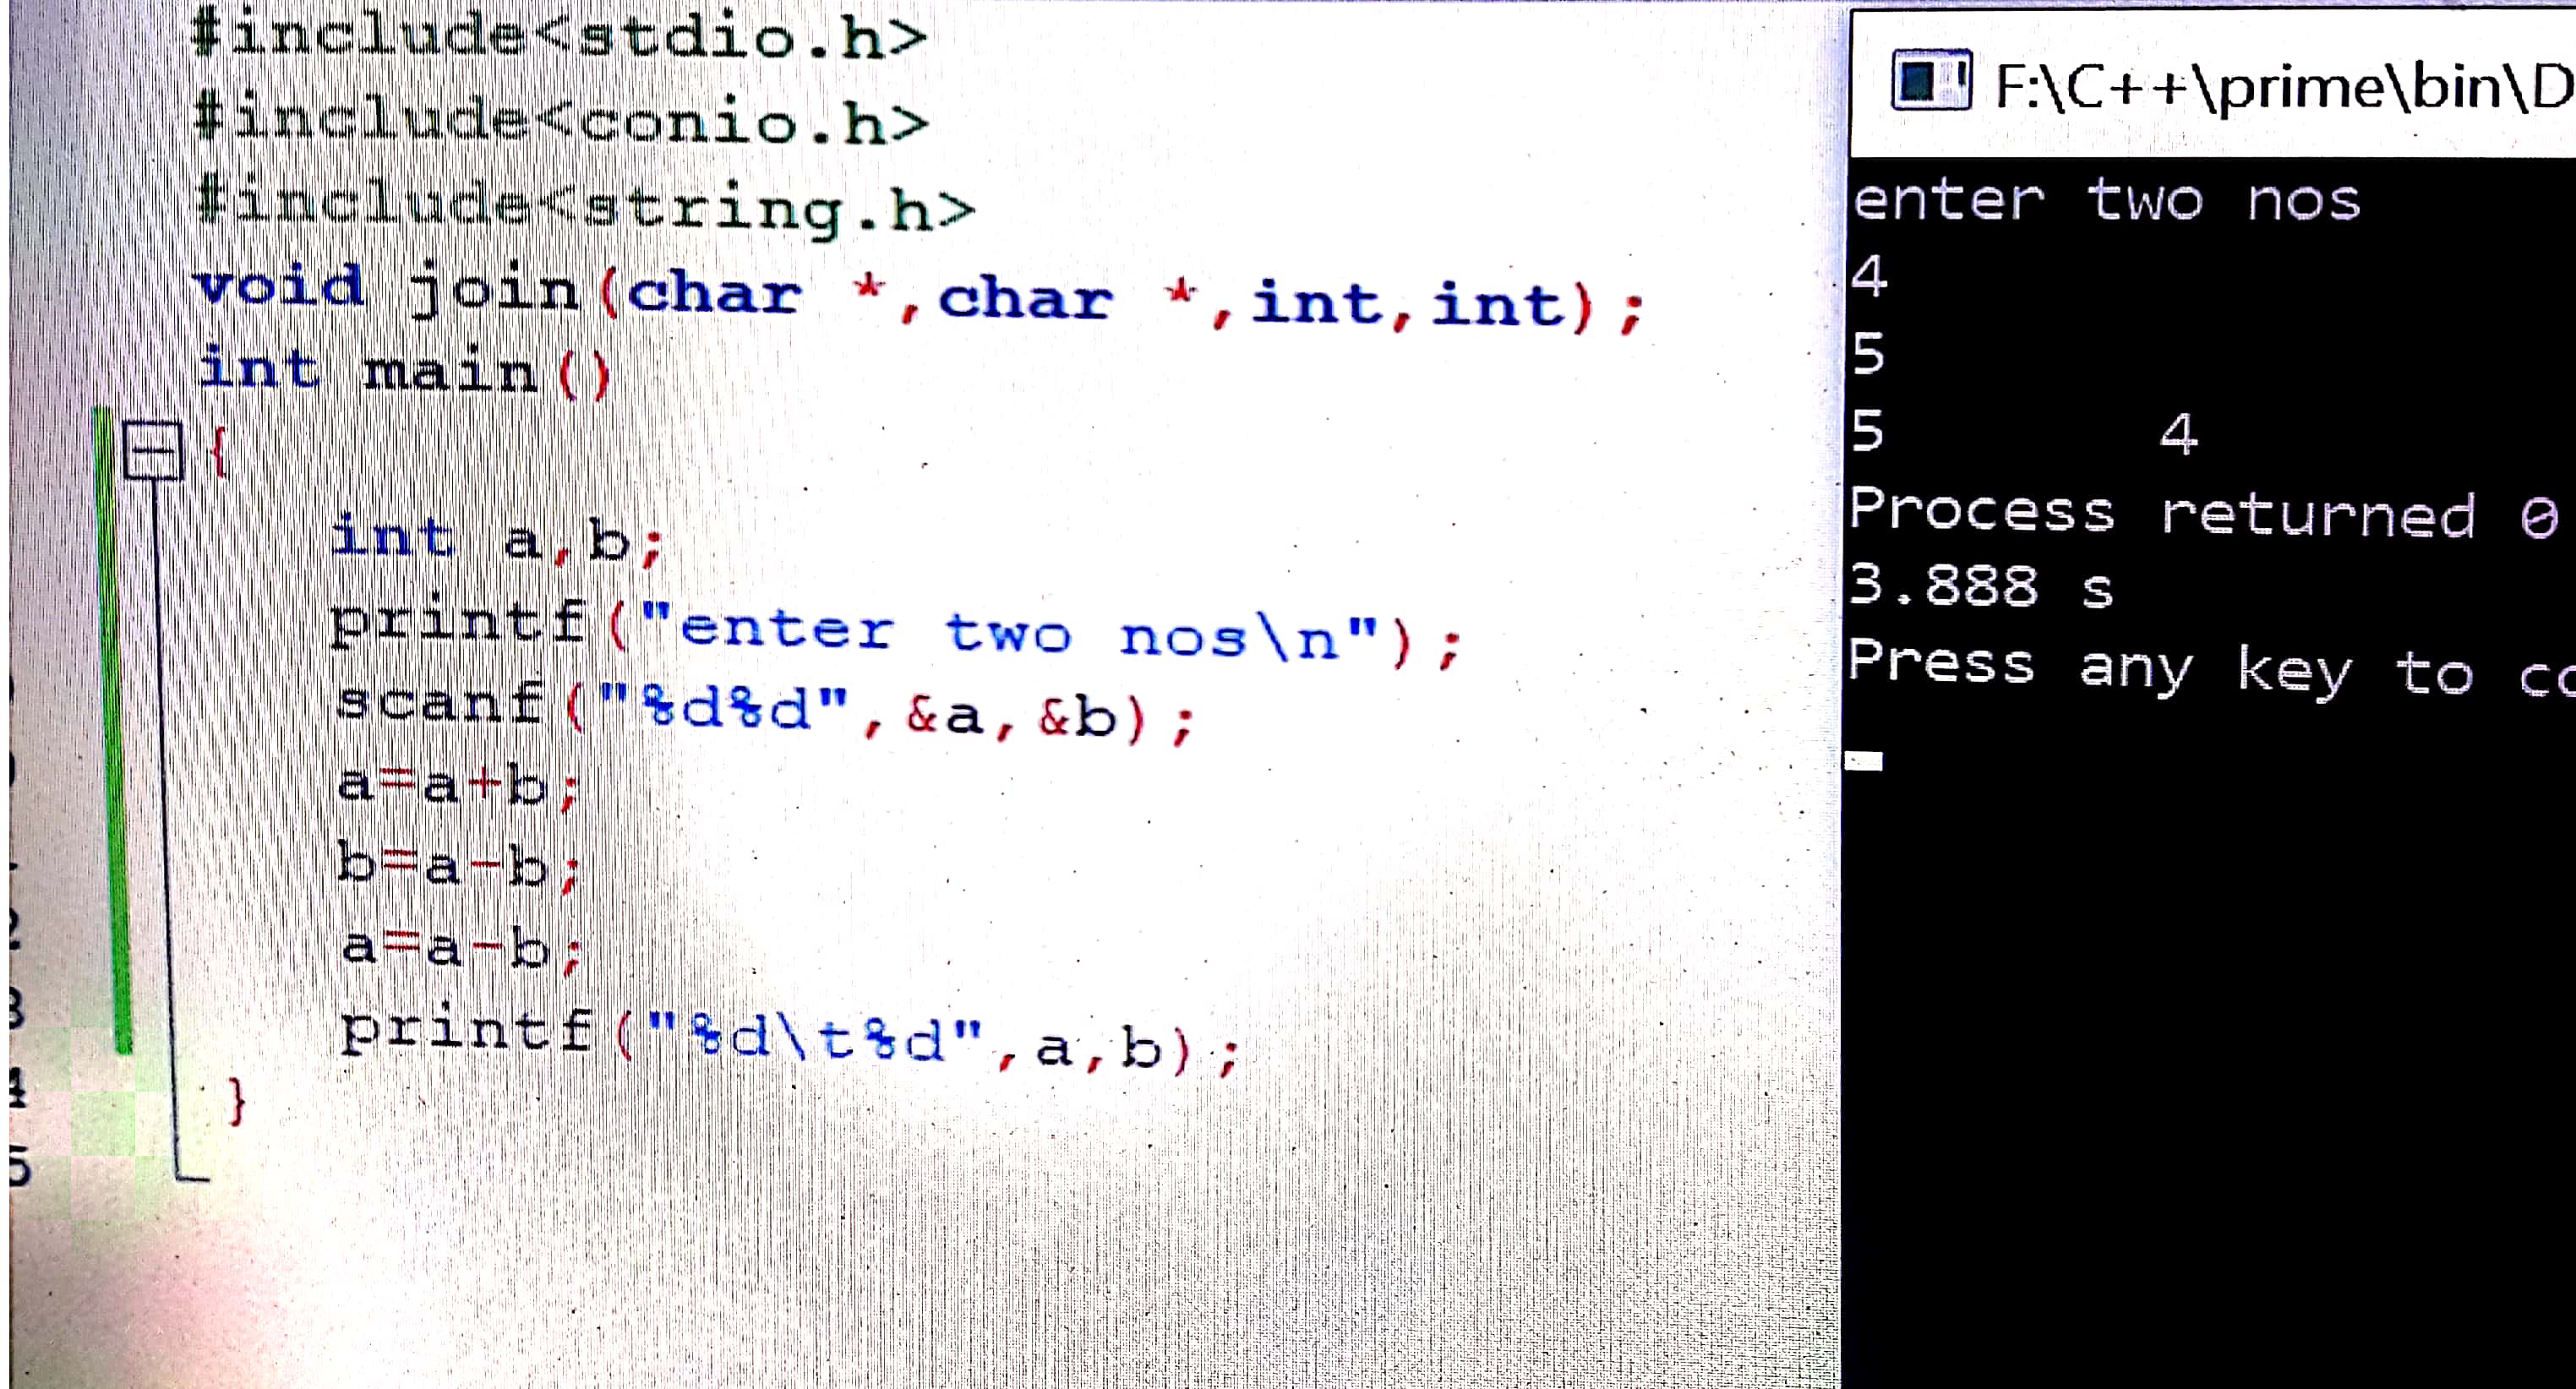 #include<stdio.h>
#include<conio.h>
#include<string.h>
void join(char *,char *,int,int);
int main()
{
int a,b;
printf("enter two nos\n");
scanf("%d%d",&a,&b);
a=a+b;
b=a-b;
a=a-b;
printf("%d\t%d",a,b);
}
3
4
5
F:\C++\prime\bin\D
enter two nos
4
5
5 4
Process returned 0
3.888 s
Press any key to co